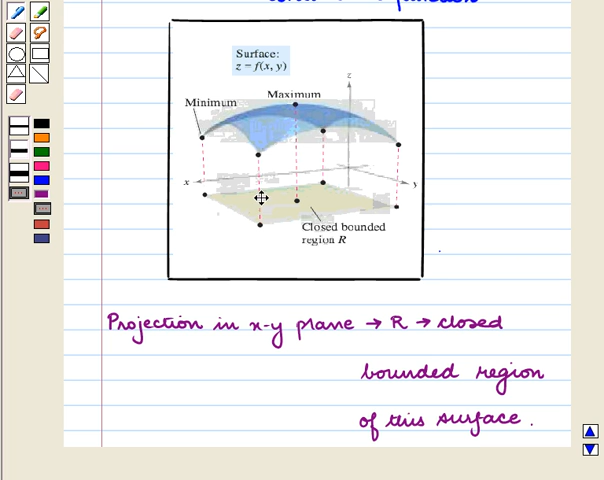 Surface:
z = f(x, y)
z
Maximum
Minimum
x
y
Closed bounded
region R
Projection in x-y plane → R → closed
bounded region
of this surface.